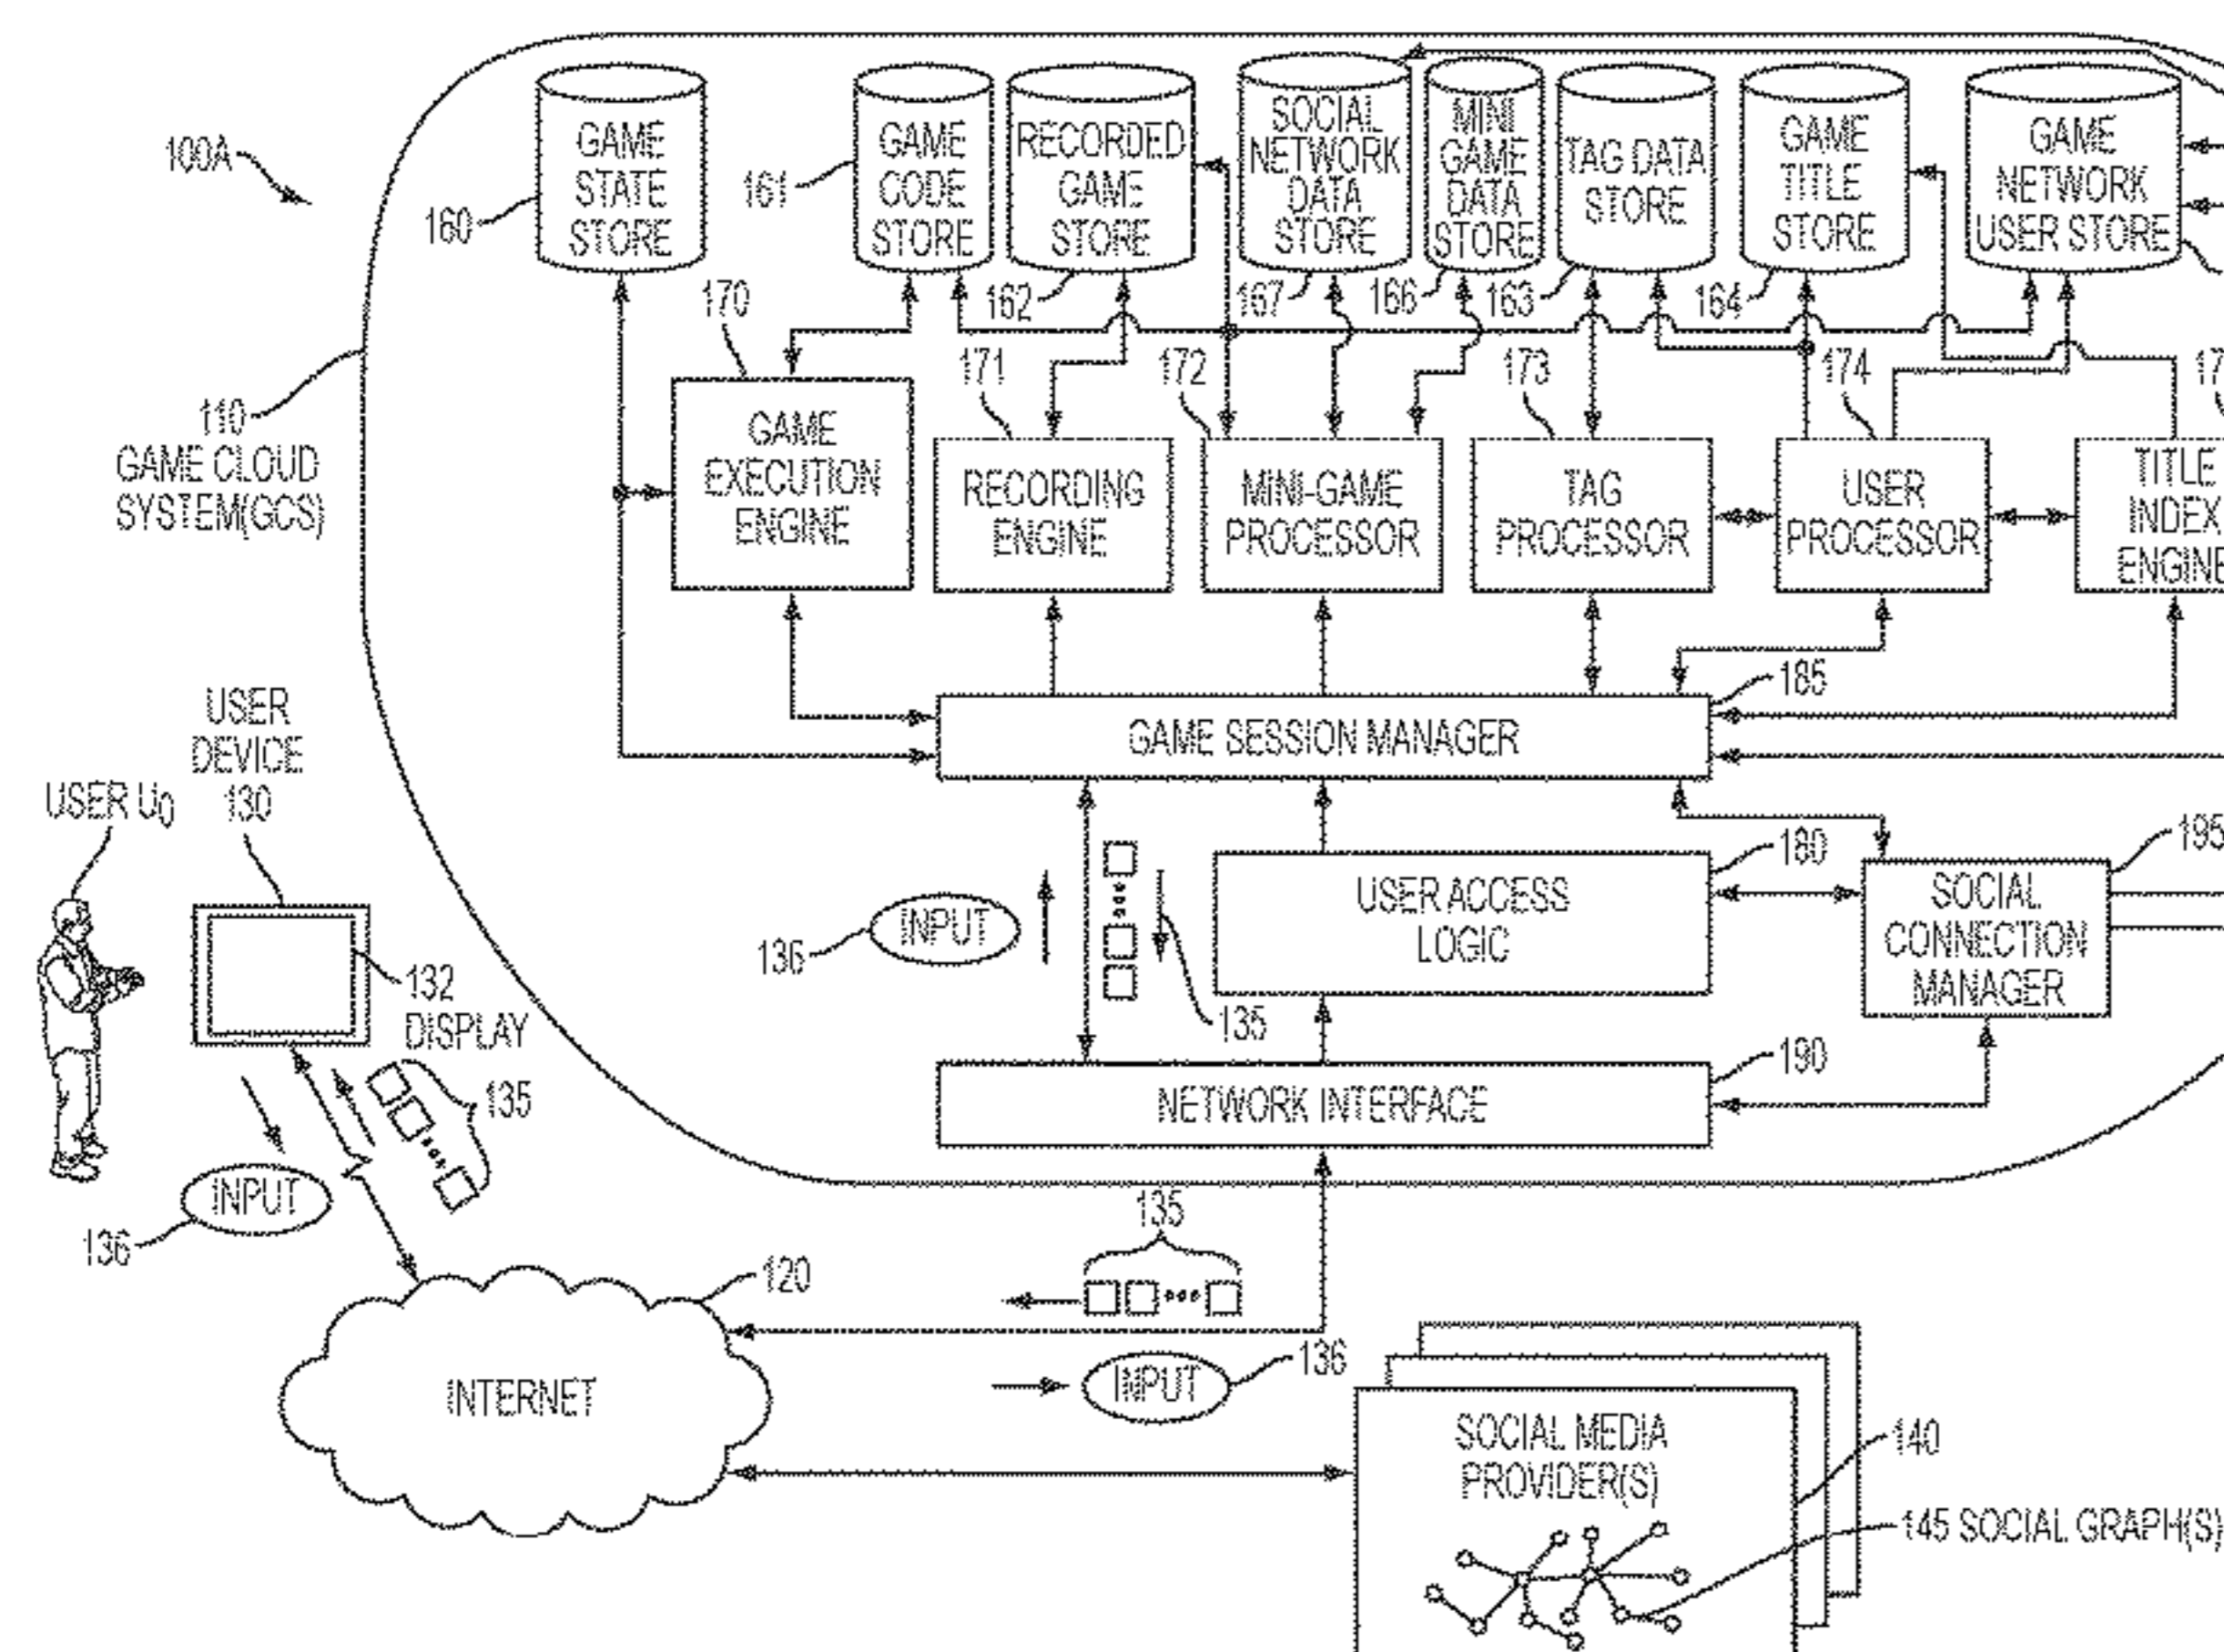 100A
GAME
STATE
STORE
160
GAME
CODE
STORE
161
RECORDED
GAME
STORE
162
SOCIAL
NETWORK
DATA
STORE
167
MINI
GAME
DATA
STORE
166
TAG DATA
STORE
163
GAME
TITLE
STORE
164
GAME
NETWORK
USER STORE
110
GAME CLOUD
SYSTEM(GCS)
170
GAME
EXECUTION
ENGINE
171
RECORDING
ENGINE
172
MINI-GAME
PROCESSOR
173
TAG
PROCESSOR
174
USER
PROCESSOR
TITLE
INDEX
ENGINE
185
GAME SESSION MANAGER
USER U0
USER
DEVICE
130
132
DISPLAY
135
INPUT
136
136
INPUT
135
180
USER ACCESS
LOGIC
195
SOCIAL
CONNECTION
MANAGER
190
NETWORK INTERFACE
135
120
INTERNET
136
INPUT
SOCIAL MEDIA
PROVIDER(S)
140
145 SOCIAL GRAPH(S)